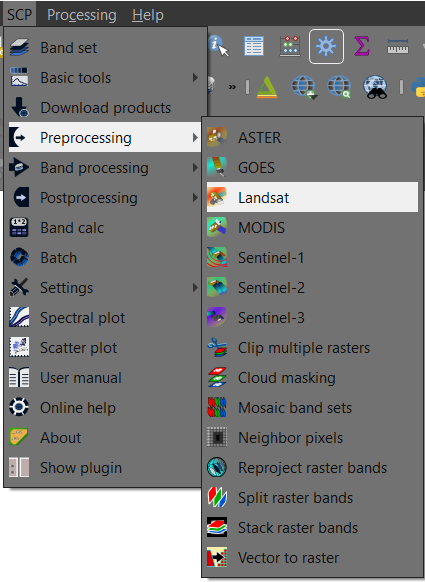 SCP Processing Help
Band set
Basic tools
Download products
Preprocessing
Band processing
Postprocessing
Band calc
Batch
Settings
Spectral plot
Scatter plot
User manual
Online help
About
Show plugin
ASTER
GOES
Landsat
MODIS
Sentinel-1
Sentinel-2
Sentinel-3
Clip multiple rasters
Cloud masking
Mosaic band sets
Neighbor pixels
Reproject raster bands
Split raster bands
Stack raster bands
Vector to raster